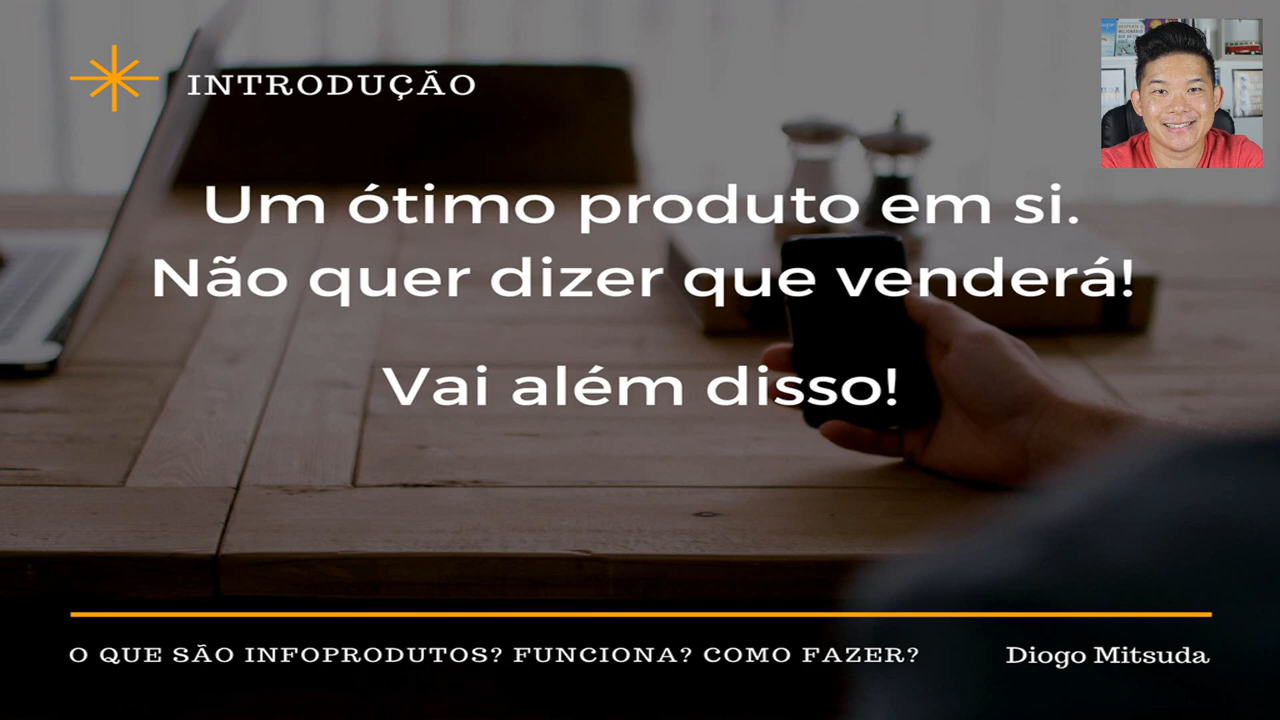 INTRODUÇÃO
Um ótimo produto em si.
Não quer dizer que venderá!
Vai além disso!
O QUE SÃO INFOPRODUTOS? FUNCIONA? COMO FAZER?
Diogo Mitsuda